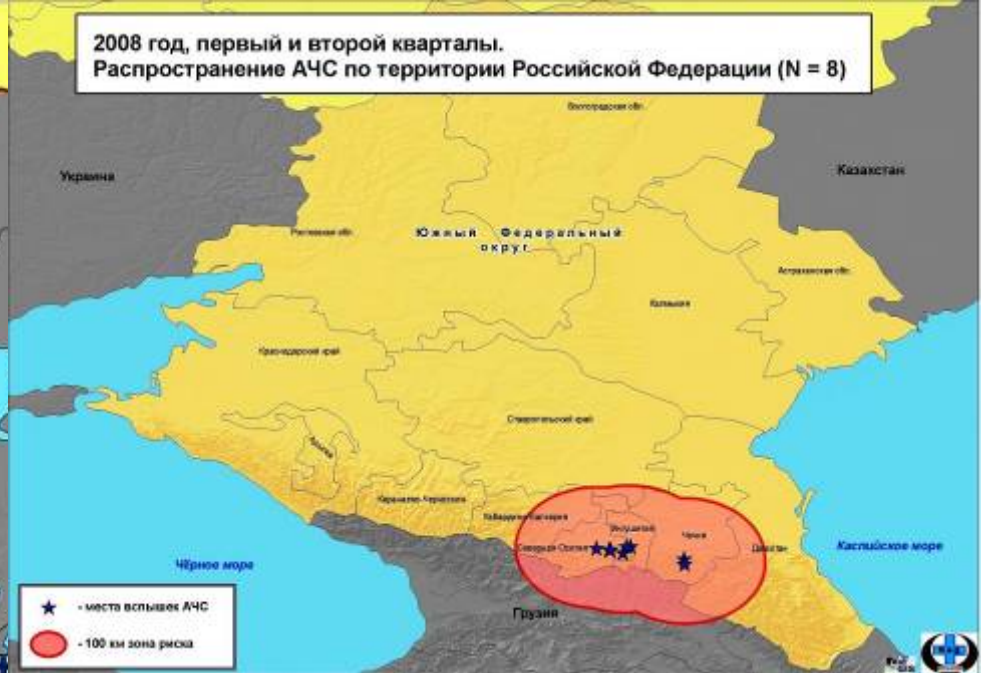 2008 год, первый и второй кварталы.
Распространение АЧС по территории Российской Федерации (N = 8)
Волгоградская обл.
Украина
Казахстан
Ростовская обл.
Южный Федеральный
округ
Астраханская обл.
Калмыкия
Краснодарский край
Ставропольский край
Адыгея
Карачаево-Черкессия
Кабардино-Балкария
Ингушетия
Северная Осетия
Чечня
Дагестан
Каспийское море
Чёрное море
Грузия
- места вспышек АЧС
- 100 км зона риска